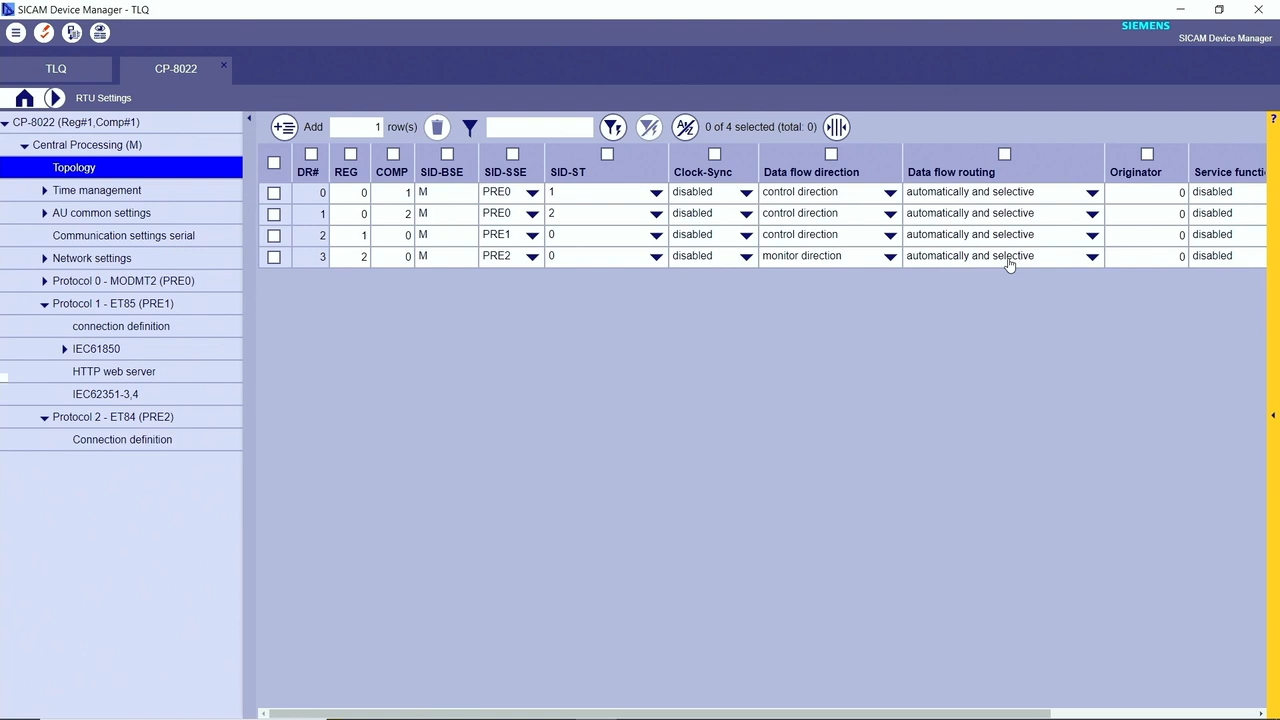 SICAM Device Manager - TLQ
SIEMENS
SICAM Device Manager
TLQ
CP-8022
RTU Settings
CP-8022 (Reg#1,Comp#1)
Central Processing (M)
Topology
Time management
AU common settings
Communication settings serial
Network settings
Protocol 0 - MODMT2 (PRE0)
Protocol 1 - ET85 (PRE1)
connection definition
IEC61850
HTTP web server
IEC62351-3,4
Protocol 2 - ET84 (PRE2)
Connection definition
Add 1 row(s) 0 of 4 selected (total: 0)
DR# REG COMP SID-BSE SID-SSE SID-ST Clock-Sync Data flow direction Data flow routing Originator Service functi
0 0 1 M PRE0 1 disabled control direction automatically and selective 0 disabled
1 0 2 M PRE0 2 disabled control direction automatically and selective 0 disabled
2 1 0 M PRE1 0 disabled control direction automatically and selective 0 disabled
3 2 0 M PRE2 0 disabled monitor direction automatically and selective 0 disabled
?